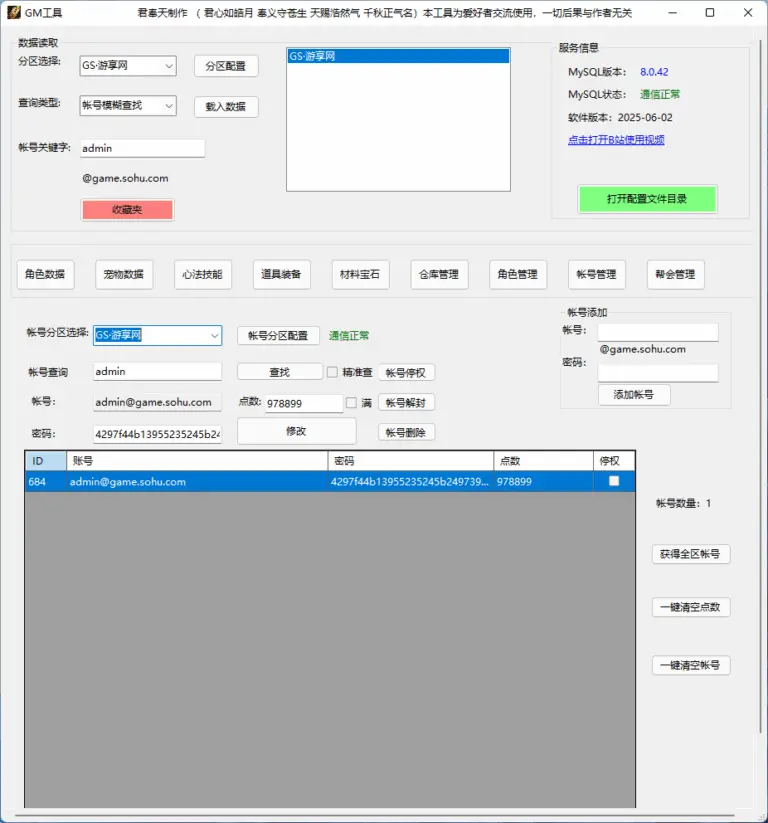 GM工具 君奉天制作 （ 君心如皓月 奉义守苍生 天赐浩然气 千秋正气名）本工具为爱好者交流使用，一切后果与作者无关
数据读取
分区选择: GS·游享网 分区配置
查询类型: 帐号模糊查找 载入数据
帐号关键字: admin
@game.sohu.com
收藏夹
GS·游享网
服务信息
MySQL版本: 8.0.42
MySQL状态: 通信正常
软件版本: 2025-06-02
点击打开B站使用视频
打开配置文件目录
角色数据 宠物数据 心法技能 道具装备 材料宝石 仓库管理 角色管理 帐号管理 帮会管理
帐号分区选择: GS·游享网 帐号分区配置 通信正常
帐号查询 admin 查找 精准查 帐号停权
帐号: admin@game.sohu.com 点数: 978899 满 帐号解封
密码: 4297f44b13955235245b24 修改 帐号删除
帐号添加
帐号:
@game.sohu.com
密码:
添加帐号
ID 账号 密码 点数 停权
684 admin@game.sohu.com 4297f44b13955235245b249739... 978899
帐号数量: 1
获得全区帐号
一键清空点数
一键清空帐号